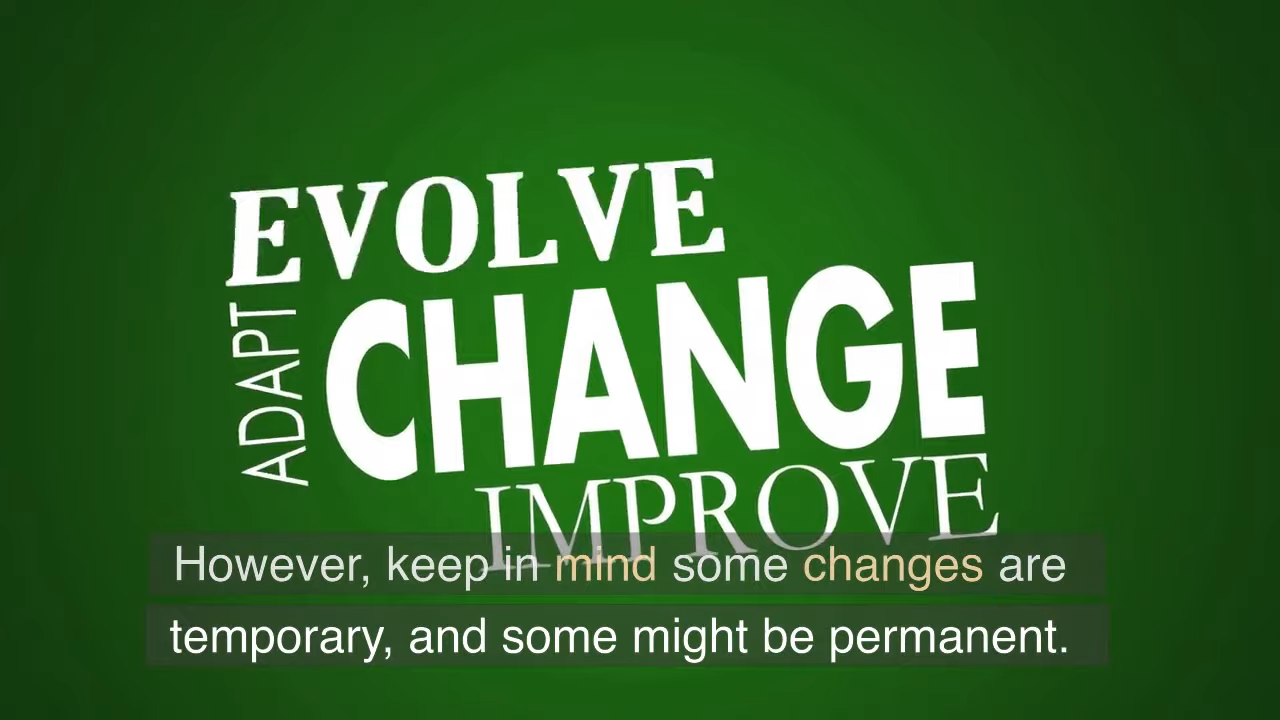 EVOLVE
ADAPT
CHANGE
IMPROVE
However, keep in mind some changes are
temporary, and some might be permanent.